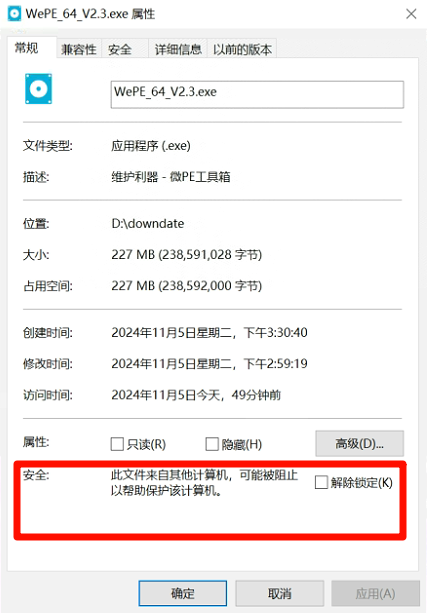 WePE_64_V2.3.exe 属性
常规 兼容性 安全 详细信息 以前的版本
WePE_64_V2.3.exe
文件类型: 应用程序 (.exe)
描述: 维护利器 - 微PE工具箱
位置: D:\downdate
大小: 227 MB (238,591,028 字节)
占用空间: 227 MB (238,592,000 字节)
创建时间: 2024年11月5日星期二，下午3:30:40
修改时间: 2024年11月5日星期二，下午2:59:19
访问时间: 2024年11月5日今天，49分钟前
属性: 只读(R) 隐藏(H) 高级(D)...
安全: 此文件来自其他计算机，可能被阻止
以帮助保护该计算机。 解除锁定(K)
确定 取消 应用(A)